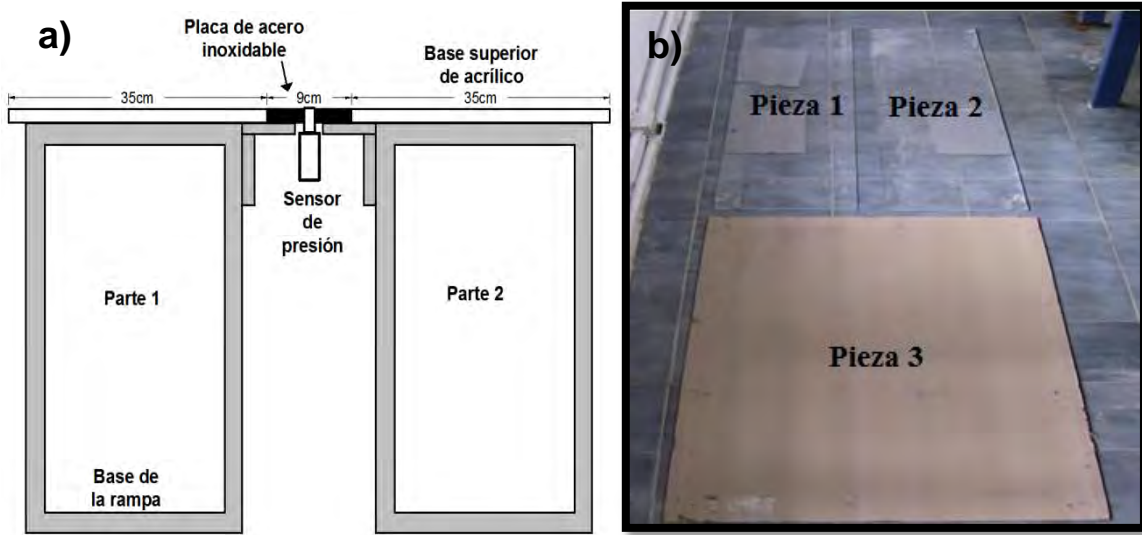 a)
Placa de acero
inoxidable
Base superior
de acrílico
35cm
9cm
35cm
Sensor
de
presión
Parte 1
Parte 2
Base de
la rampa
b)
Pieza 1
Pieza 2
Pieza 3